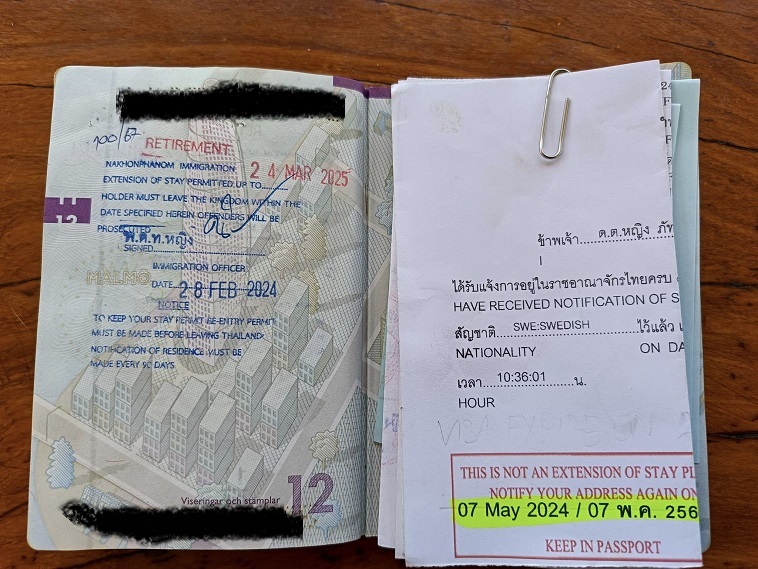 100/67
RETIREMENT
NAKHONPHANOM IMMIGRATION
EXTENSION OF STAY PERMITTED UP TO......
24 MAR 2025
HOLDER MUST LEAVE THE KINGDOM WITHIN THE
DATE SPECIFIED HEREIN OFFENDERS WILL BE
PROSECUTED
พ.ต.ท.หญิง
SIGNED
IMMIGRATION OFFICER
DATE 28 FEB 2024
NOTICE
TO KEEP YOUR STAY PERMIT RE-ENTRY PERMIT
MUST BE MADE BEFORE LEAVING THAILAND.
NOTIFICATION OF RESIDENCE MUST BE
MADE EVERY 90 DAYS
MALMÖ
Viseringar och stämplar
12
12
ข้าพเจ้า.....ด.ต.หญิง
I
ได้รับแจ้งการอยู่ในราชอาณาจักรไทยครบ
HAVE RECEIVED NOTIFICATION OF S
สัญชาติ....SWE:SWEDISH..........ไว้แล้ว
NATIONALITY ON DA
เวลา....10:36:01.......น.
HOUR
THIS IS NOT AN EXTENSION OF STAY PL
NOTIFY YOUR ADDRESS AGAIN ON
07 May 2024 / 07 พ.ค. 256
KEEP IN PASSPORT